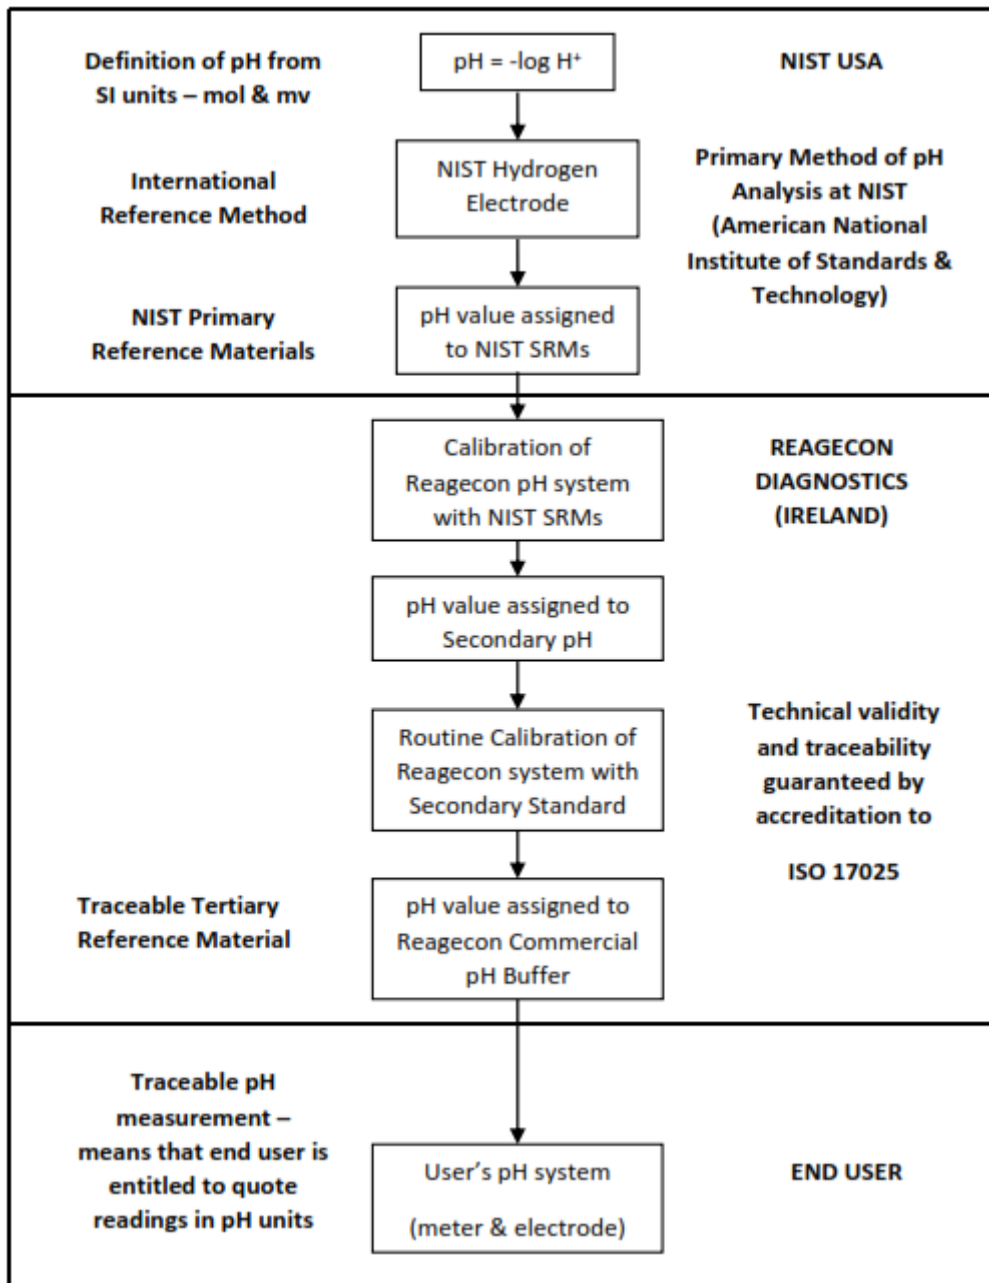 Definition of pH from
SI units – mol & mv
pH = -log H⁺
NIST USA
International
Reference Method
NIST Hydrogen
Electrode
Primary Method of pH
Analysis at NIST
(American National
Institute of Standards &
Technology)
NIST Primary
Reference Materials
pH value assigned
to NIST SRMs
Calibration of
Reagecon pH system
with NIST SRMs
REAGECON
DIAGNOSTICS
(IRELAND)
pH value assigned to
Secondary pH
Routine Calibration of
Reagecon system with
Secondary Standard
Technical validity
and traceability
guaranteed by
accreditation to
ISO 17025
Traceable Tertiary
Reference Material
pH value assigned to
Reagecon Commercial
pH Buffer
Traceable pH
measurement –
means that end user is
entitled to quote
readings in pH units
User's pH system
(meter & electrode)
END USER